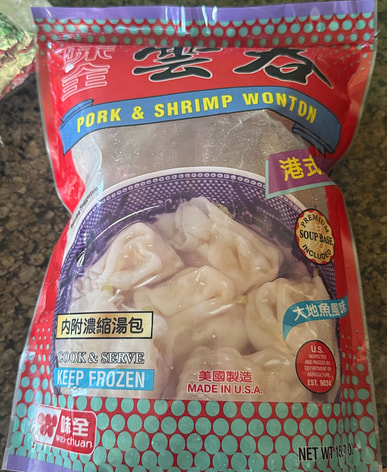 味全
雲吞
PORK & SHRIMP WONTON
港式
PREMIUM
SOUP BASE
INCLUDED
內附濃縮湯包
大地魚風味
COOK & SERVE
KEEP FROZEN
美國製造
MADE IN U.S.A.
U.S.
INSPECTED
AND PASSED BY
DEPARTMENT OF
AGRICULTURE
EST. 9824
味全
wei-chuan
NET WT